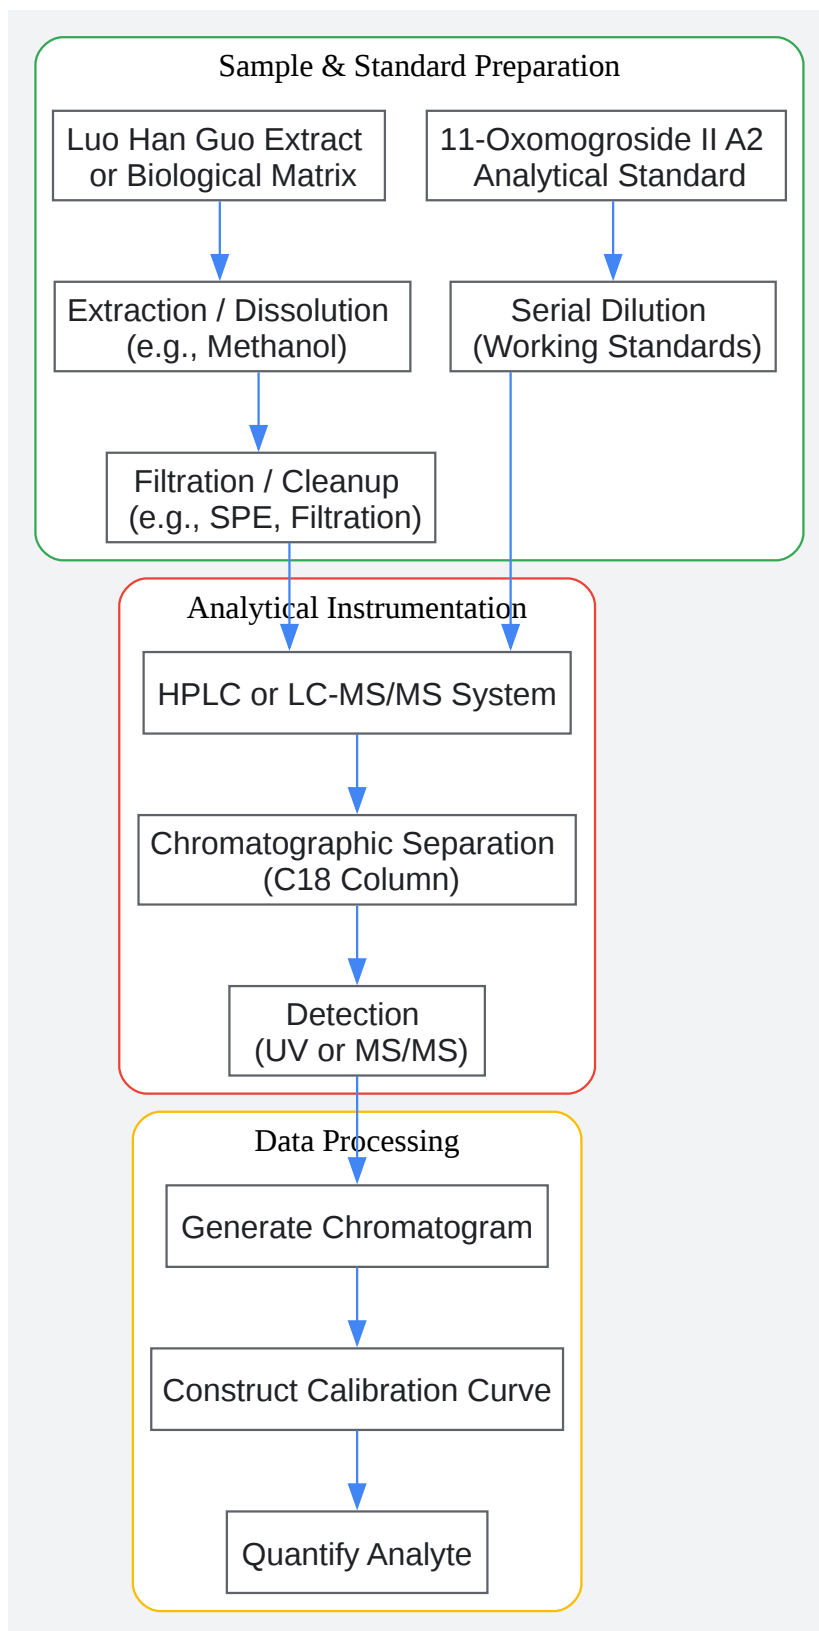 Sample & Standard Preparation
Luo Han Guo Extract
or Biological Matrix
11-Oxomogroside II A2
Analytical Standard
Extraction / Dissolution
(e.g., Methanol)
Serial Dilution
(Working Standards)
Filtration / Cleanup
(e.g., SPE, Filtration)
Analytical Instrumentation
HPLC or LC-MS/MS System
Chromatographic Separation
(C18 Column)
Detection
(UV or MS/MS)
Data Processing
Generate Chromatogram
Construct Calibration Curve
Quantify Analyte